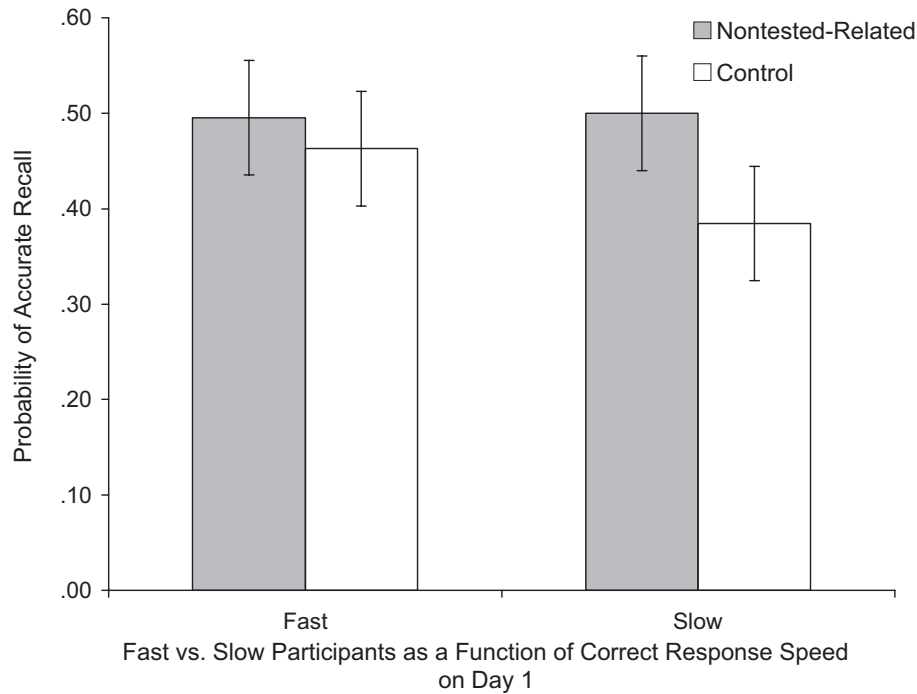 .60
Nontested-Related
Control
.50
.40
.30
.20
.10
.00
Probability of Accurate Recall
Fast
Slow
Fast vs. Slow Participants as a Function of Correct Response Speed
on Day 1